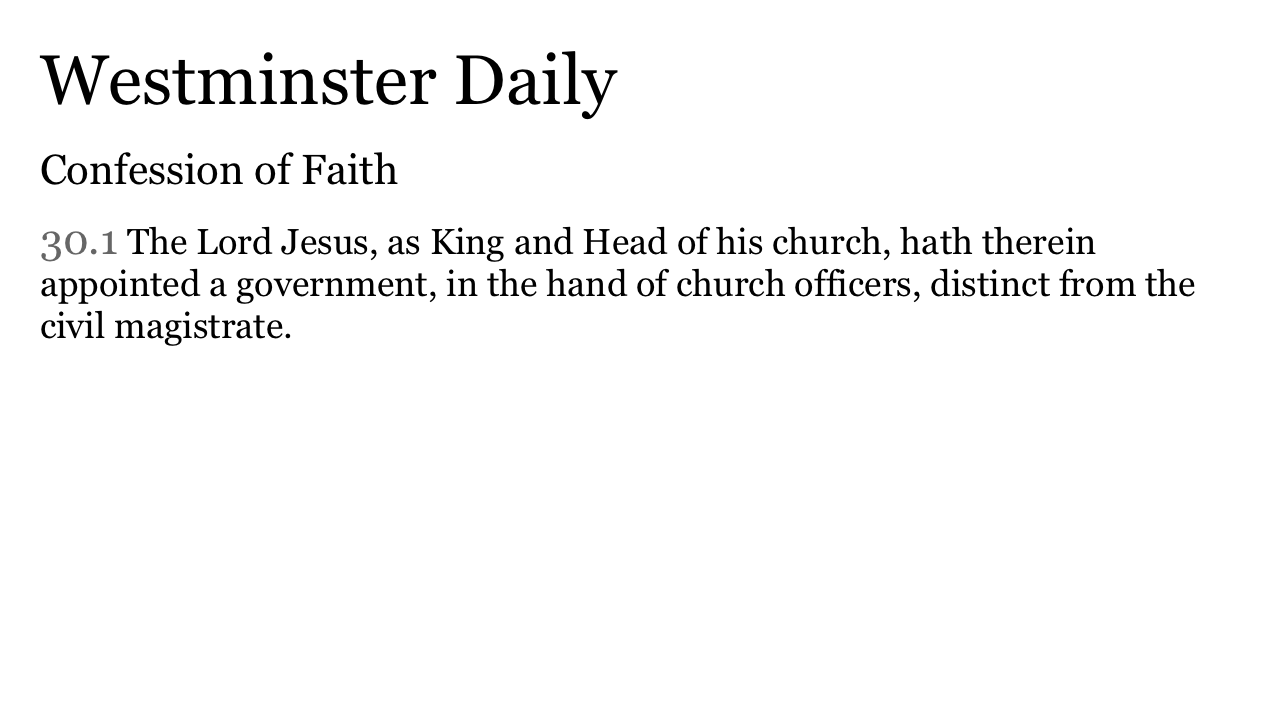 Westminster Daily
Confession of Faith
30.1 The Lord Jesus, as King and Head of his church, hath therein
appointed a government, in the hand of church officers, distinct from the
civil magistrate.